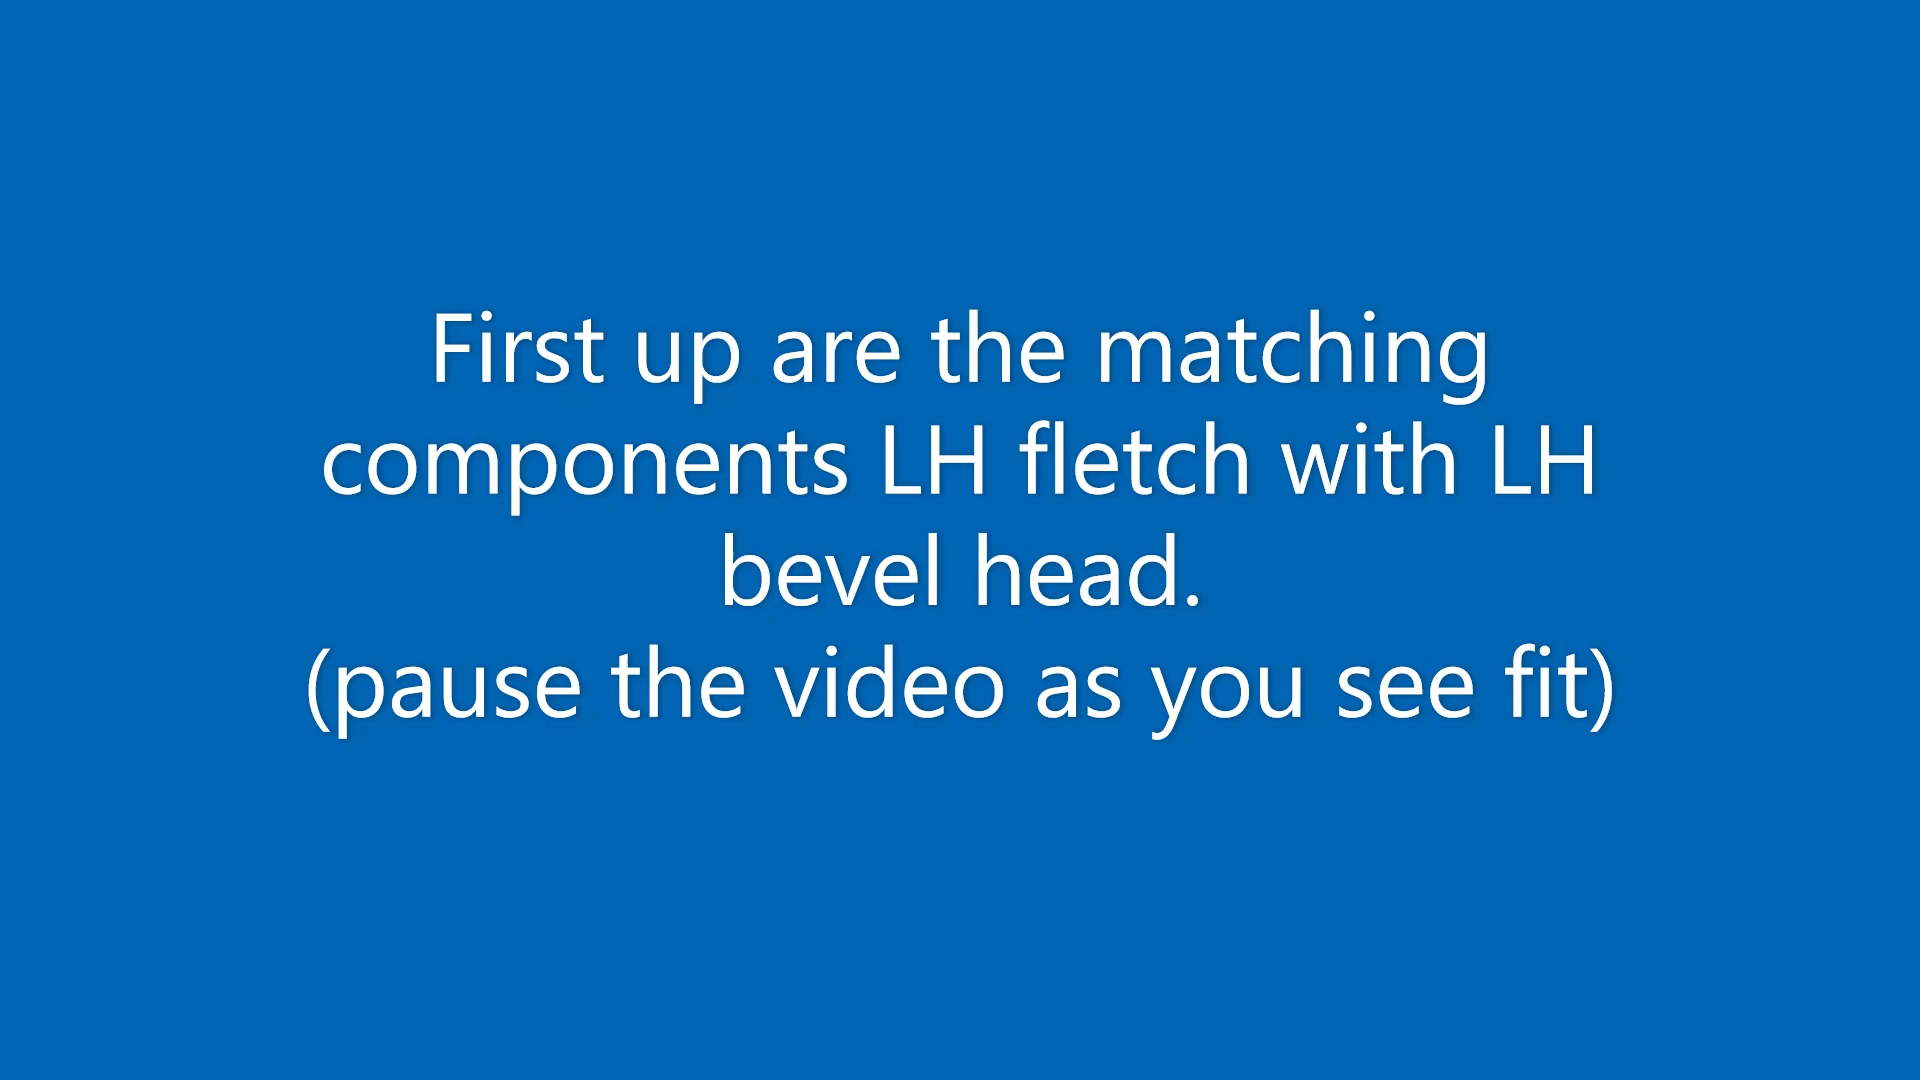 First up are the matching
components LH fletch with LH
bevel head.
(pause the video as you see fit)